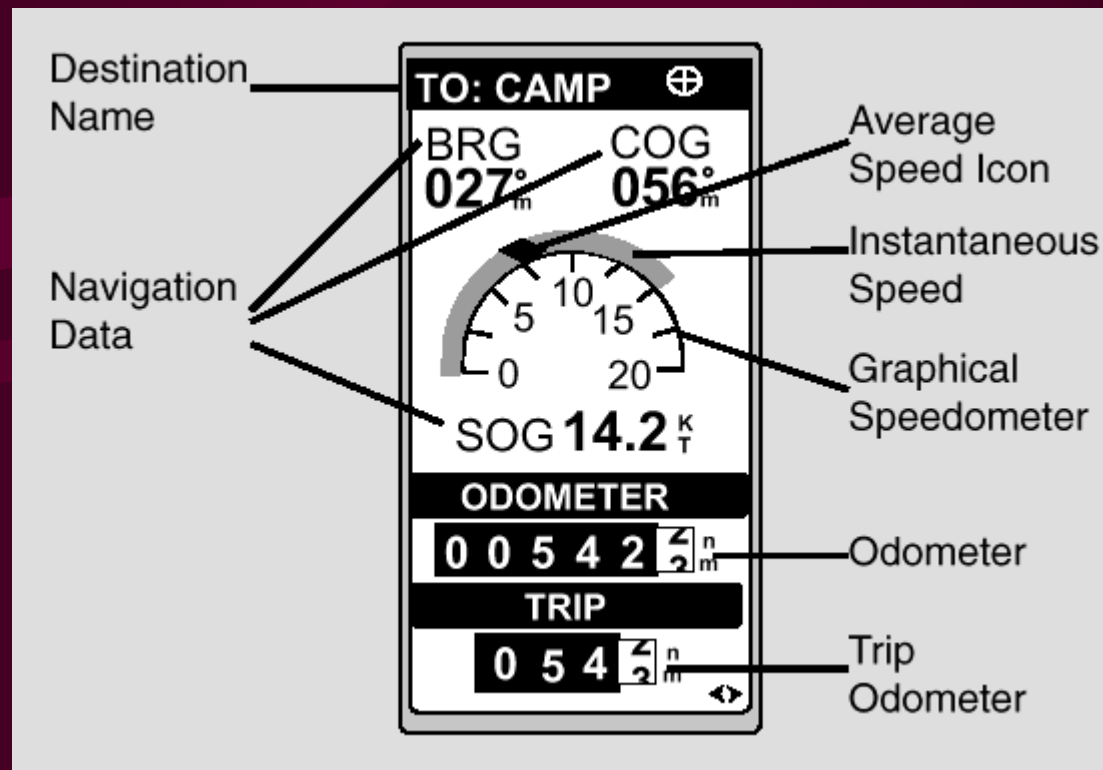 Destination
Name
TO: CAMP
BRG
COG
027°m
056°m
Average
Speed Icon
Instantaneous
Speed
Navigation
Data
0
5
10
15
20
Graphical
Speedometer
SOG 14.2 KT
ODOMETER
0 0 5 4 2 nm
Odometer
TRIP
0 5 4 nm
Trip
Odometer